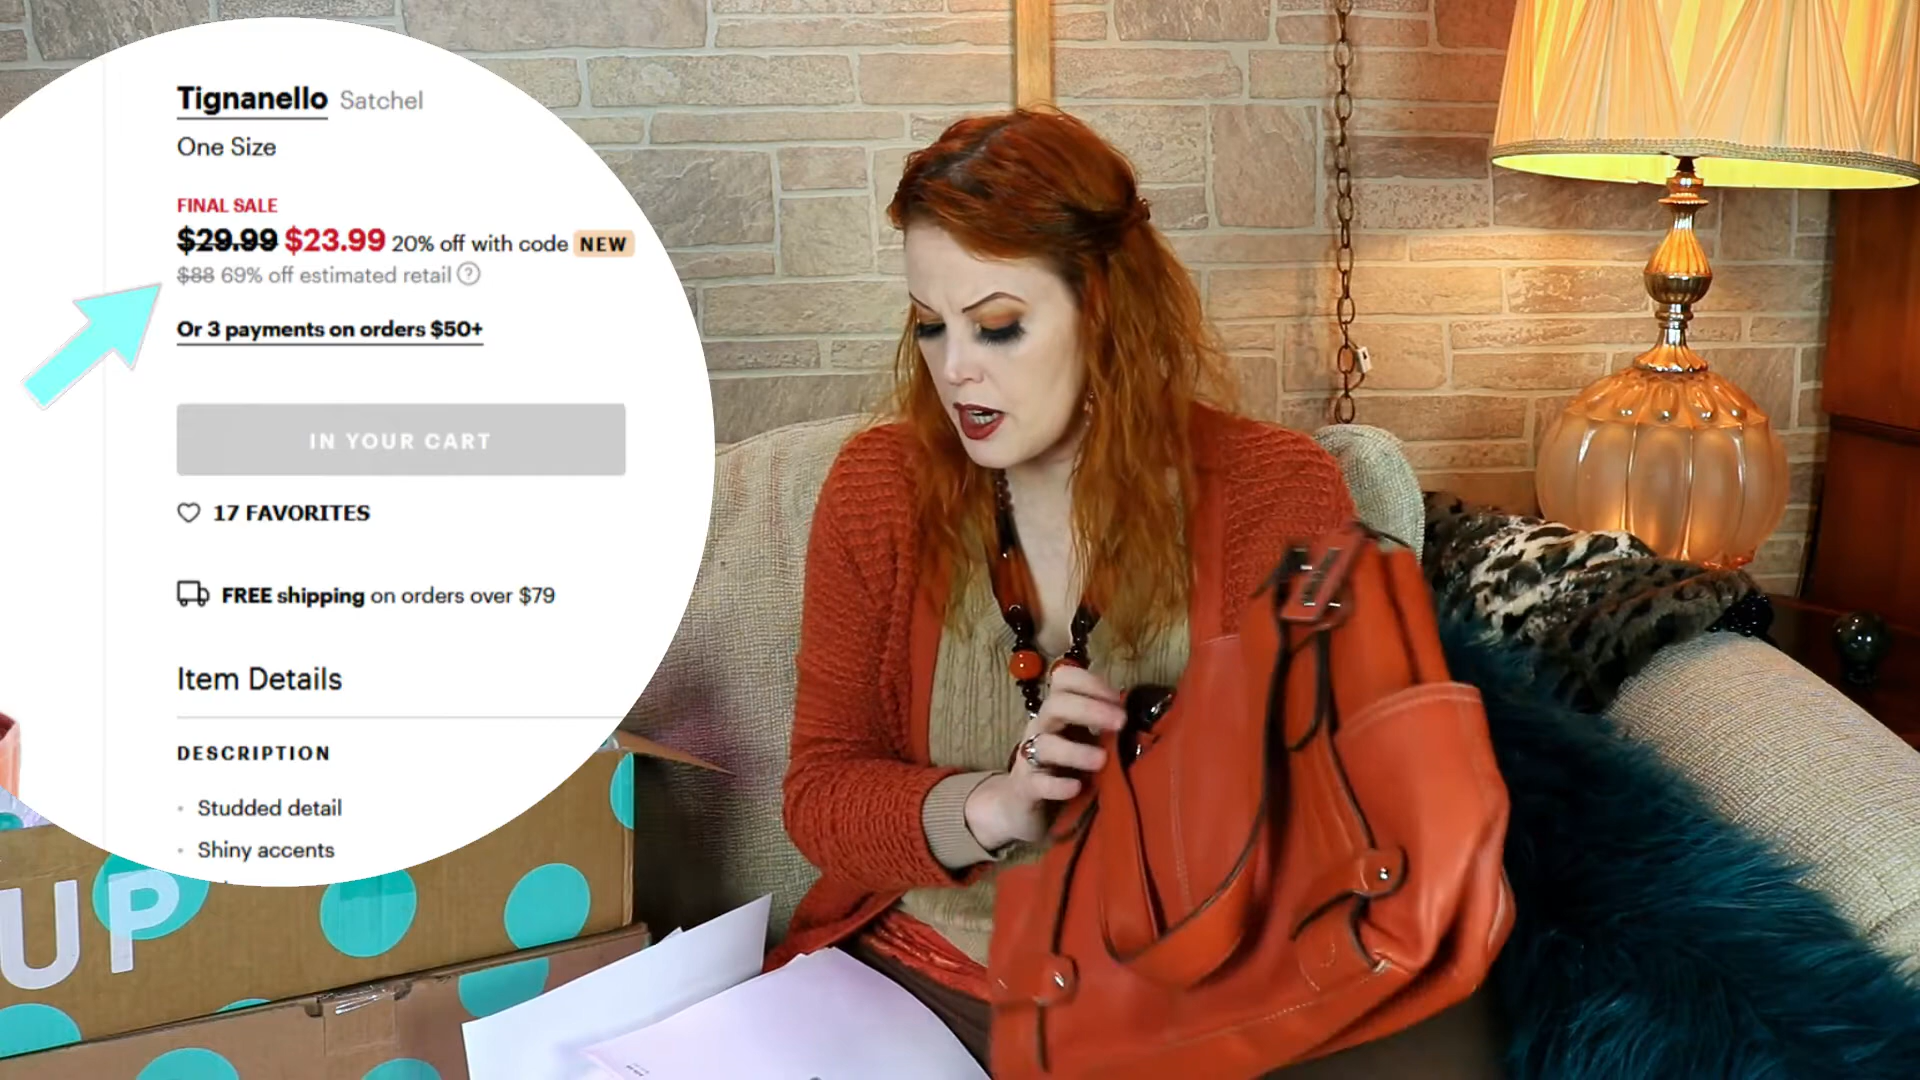 Tignanello Satchel
One Size
FINAL SALE
$29.99 $23.99 20% off with code NEW
$88 69% off estimated retail ?
Or 3 payments on orders $50+
IN YOUR CART
17 FAVORITES
FREE shipping on orders over $79
Item Details
DESCRIPTION
• Studded detail
• Shiny accents
UP